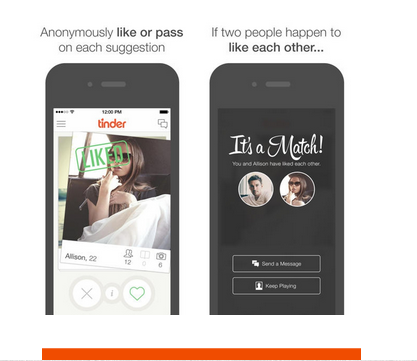 Anonymously like or pass
on each suggestion
If two people happen to
like each other...
12:00 PM
tinder
LIKED
Allison, 22
12
0
6
i
It's a Match!
You and Allison have liked each other.
Send a Message
Keep Playing